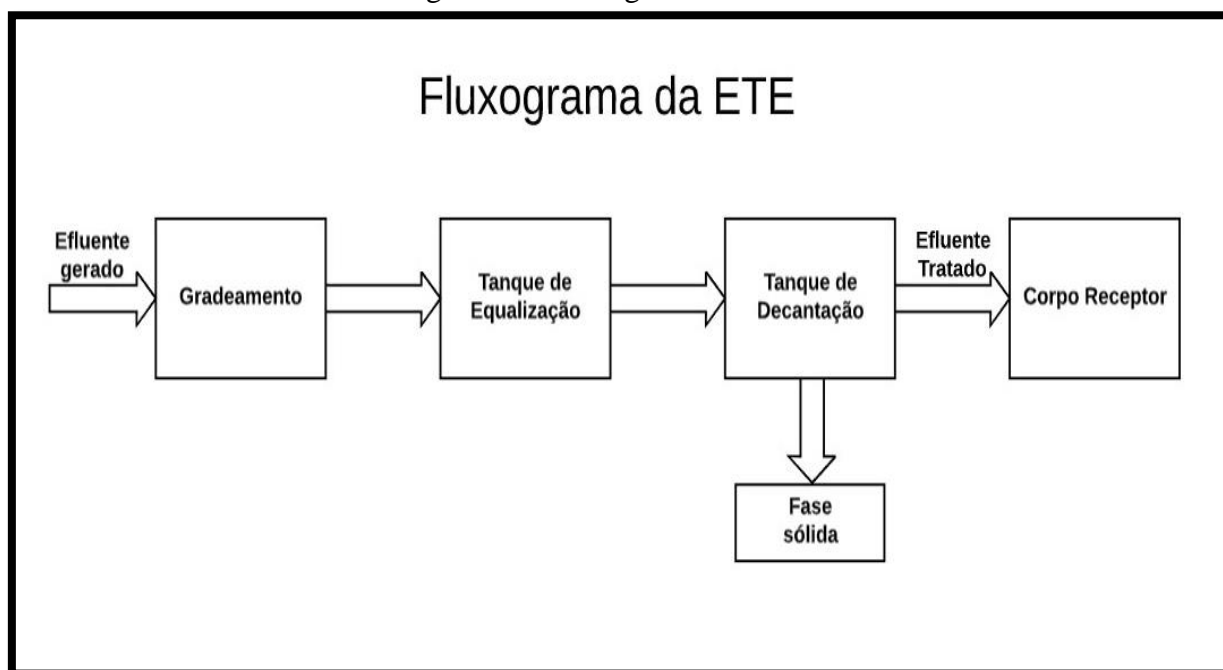 Fluxograma da ETE
Efluente
gerado
Gradeamento
Tanque de
Equalização
Tanque de
Decantação
Efluente
Tratado
Corpo Receptor
Fase
sólida